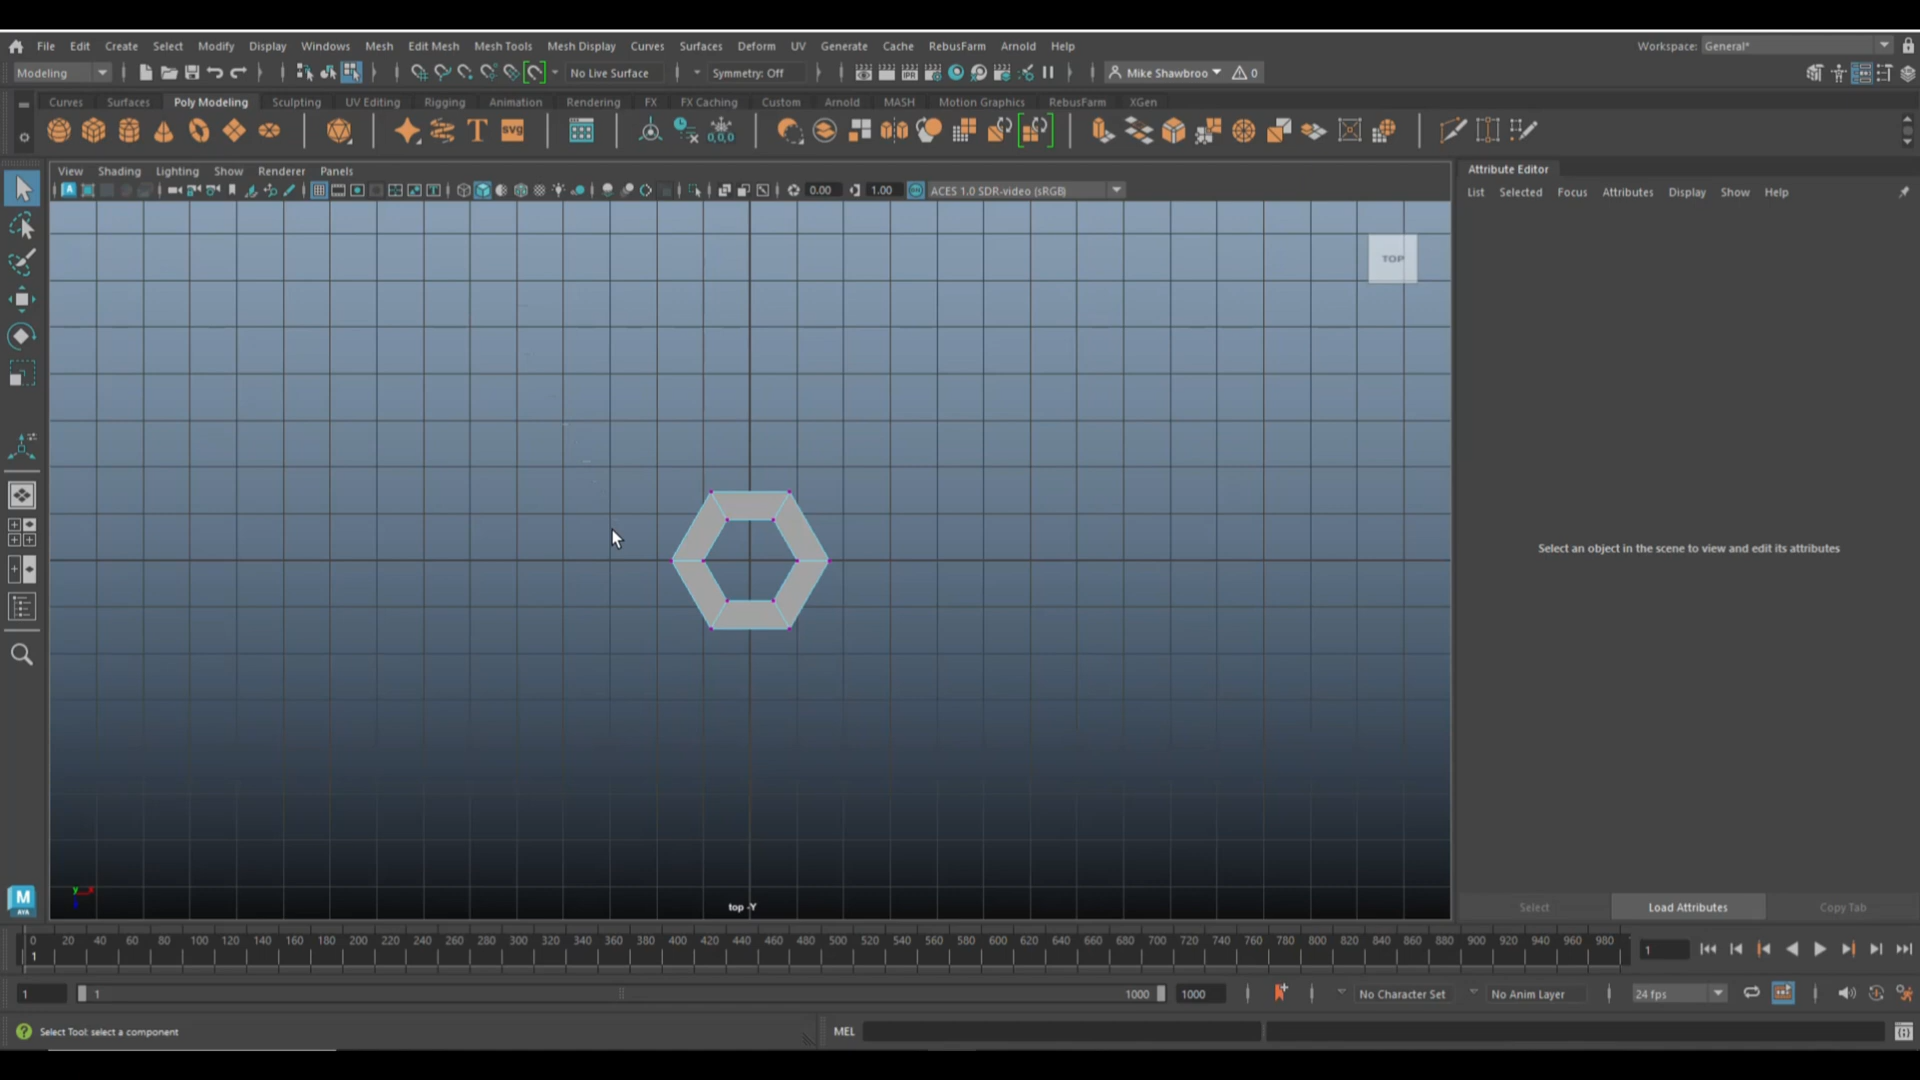 File Edit Create Select Modify Display Windows Mesh Edit Mesh Mesh Tools Mesh Display Curves Surfaces Deform UV Generate Cache RebusFarm Arnold Help Workspace: General*
Modeling No Live Surface Symmetry: Off IPR Mike Shawbroo 0
Curves Surfaces Poly Modeling Sculpting UV Editing Rigging Animation Rendering FX FX Caching Custom Arnold MASH Motion Graphics RebusFarm XGen
T SVG 0,0,0
View Shading Lighting Show Renderer Panels
0.00 1.00 ACES 1.0 SDR-video (sRGB)
Attribute Editor
List Selected Focus Attributes Display Show Help
TOP
Select an object in the scene to view and edit its attributes
y x
top -Y
M
AYA
Select Load Attributes Copy Tab
0 20 40 60 80 100 120 140 160 180 200 220 240 260 280 300 320 340 360 380 400 420 440 460 480 500 520 540 560 580 600 620 640 660 680 700 720 740 760 780 800 820 840 860 880 900 920 940 960 980
1 1
1 1 1000 1000 No Character Set No Anim Layer 24 fps
Select Tool: select a component MEL